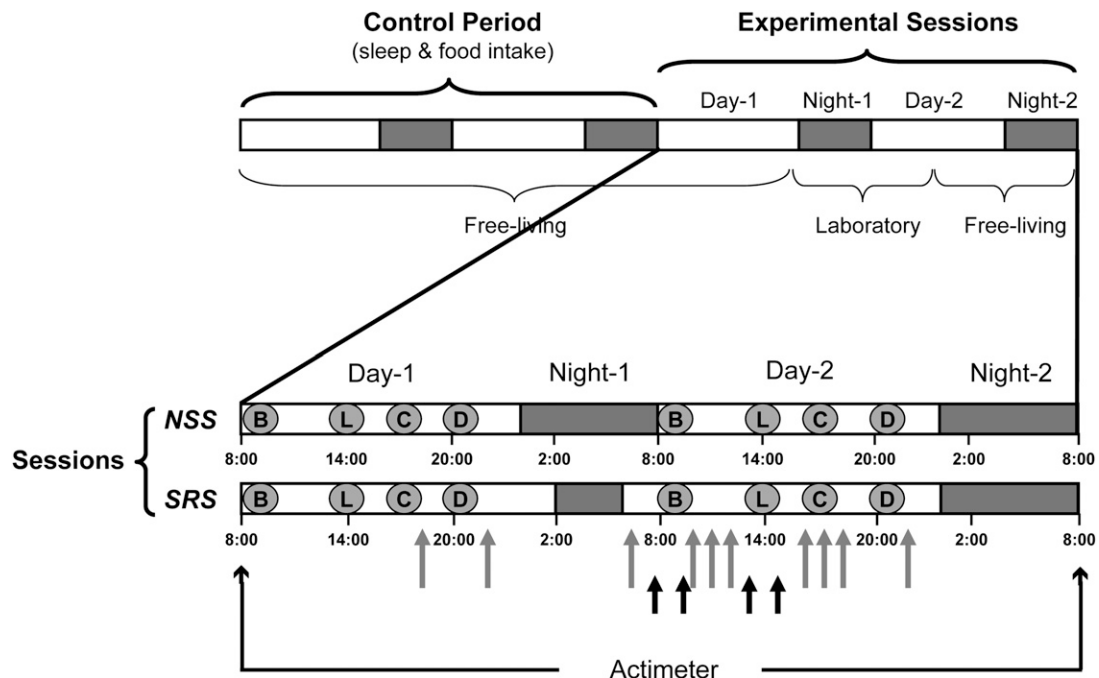 Control Period
(sleep & food intake)
Experimental Sessions
Day-1 Night-1 Day-2 Night-2
Free-living Laboratory Free-living
Day-1 Night-1 Day-2 Night-2
NSS B L C D B L C D
8:00 14:00 20:00 2:00 8:00 14:00 20:00 2:00 8:00
Sessions
SRS B L C D B L C D
8:00 14:00 20:00 2:00 8:00 14:00 20:00 2:00 8:00
Actimeter